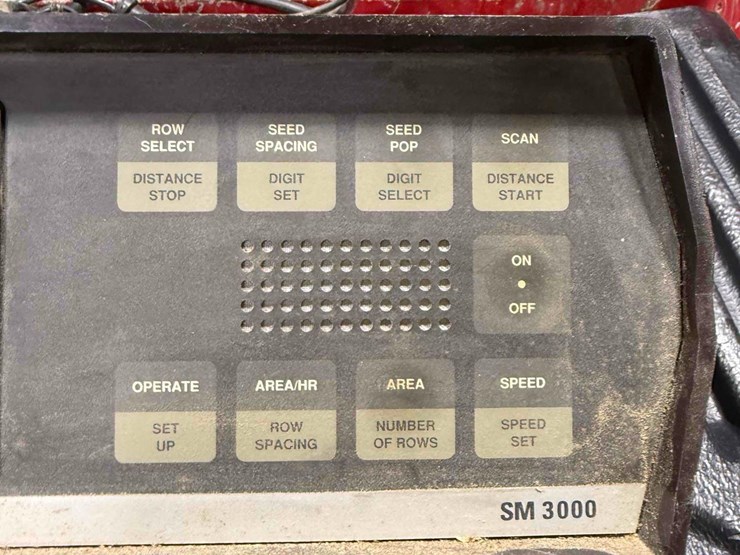 ROW
SELECT
DISTANCE
STOP
SEED
SPACING
DIGIT
SET
SEED
POP
DIGIT
SELECT
SCAN
DISTANCE
START
ON
OFF
OPERATE
SET
UP
AREA/HR
ROW
SPACING
AREA
NUMBER
OF ROWS
SPEED
SPEED
SET
SM 3000